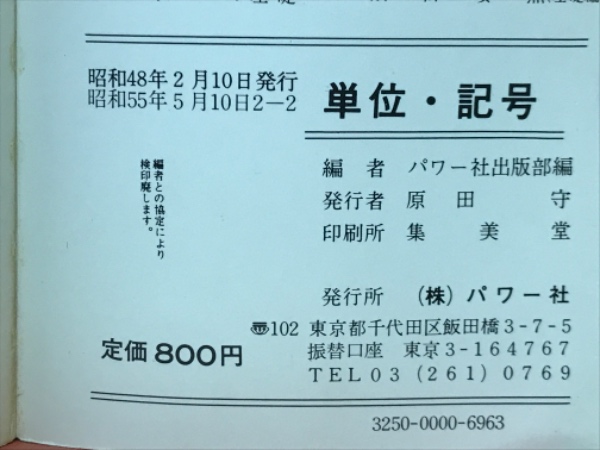 昭和48年2月10日発行
昭和55年5月10日2—2
単位・記号
編者との協定により
検印廃します。
編者 パワー社出版部編
発行者 原田守
印刷所 集美堂
発行所 (株)パワー社
〠102 東京都千代田区飯田橋3-7-5
振替口座 東京3-164767
TEL03(261)0769
定価800円
3250-0000-6963